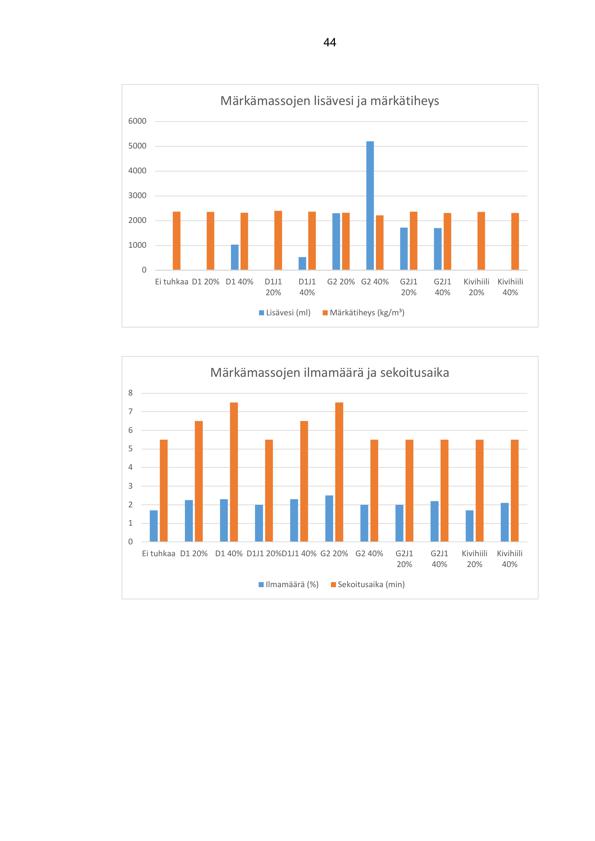 44
Märkämassojen lisävesi ja märkätiheys
6000
5000
4000
3000
2000
1000
0
Ei tuhkaa D1 20% D1 40% D1J1 20% D1J1 40% G2 20% G2 40% G2J1 20% G2J1 40% Kivihiili 20% Kivihiili 40%
Lisävesi (ml) Märkätiheys (kg/m³)
Märkämassojen ilmamäärä ja sekoitusaika
8
7
6
5
4
3
2
1
0
Ei tuhkaa D1 20% D1 40% D1J1 20% D1J1 40% G2 20% G2 40% G2J1 20% G2J1 40% Kivihiili 20% Kivihiili 40%
Ilmamäärä (%) Sekoitusaika (min)